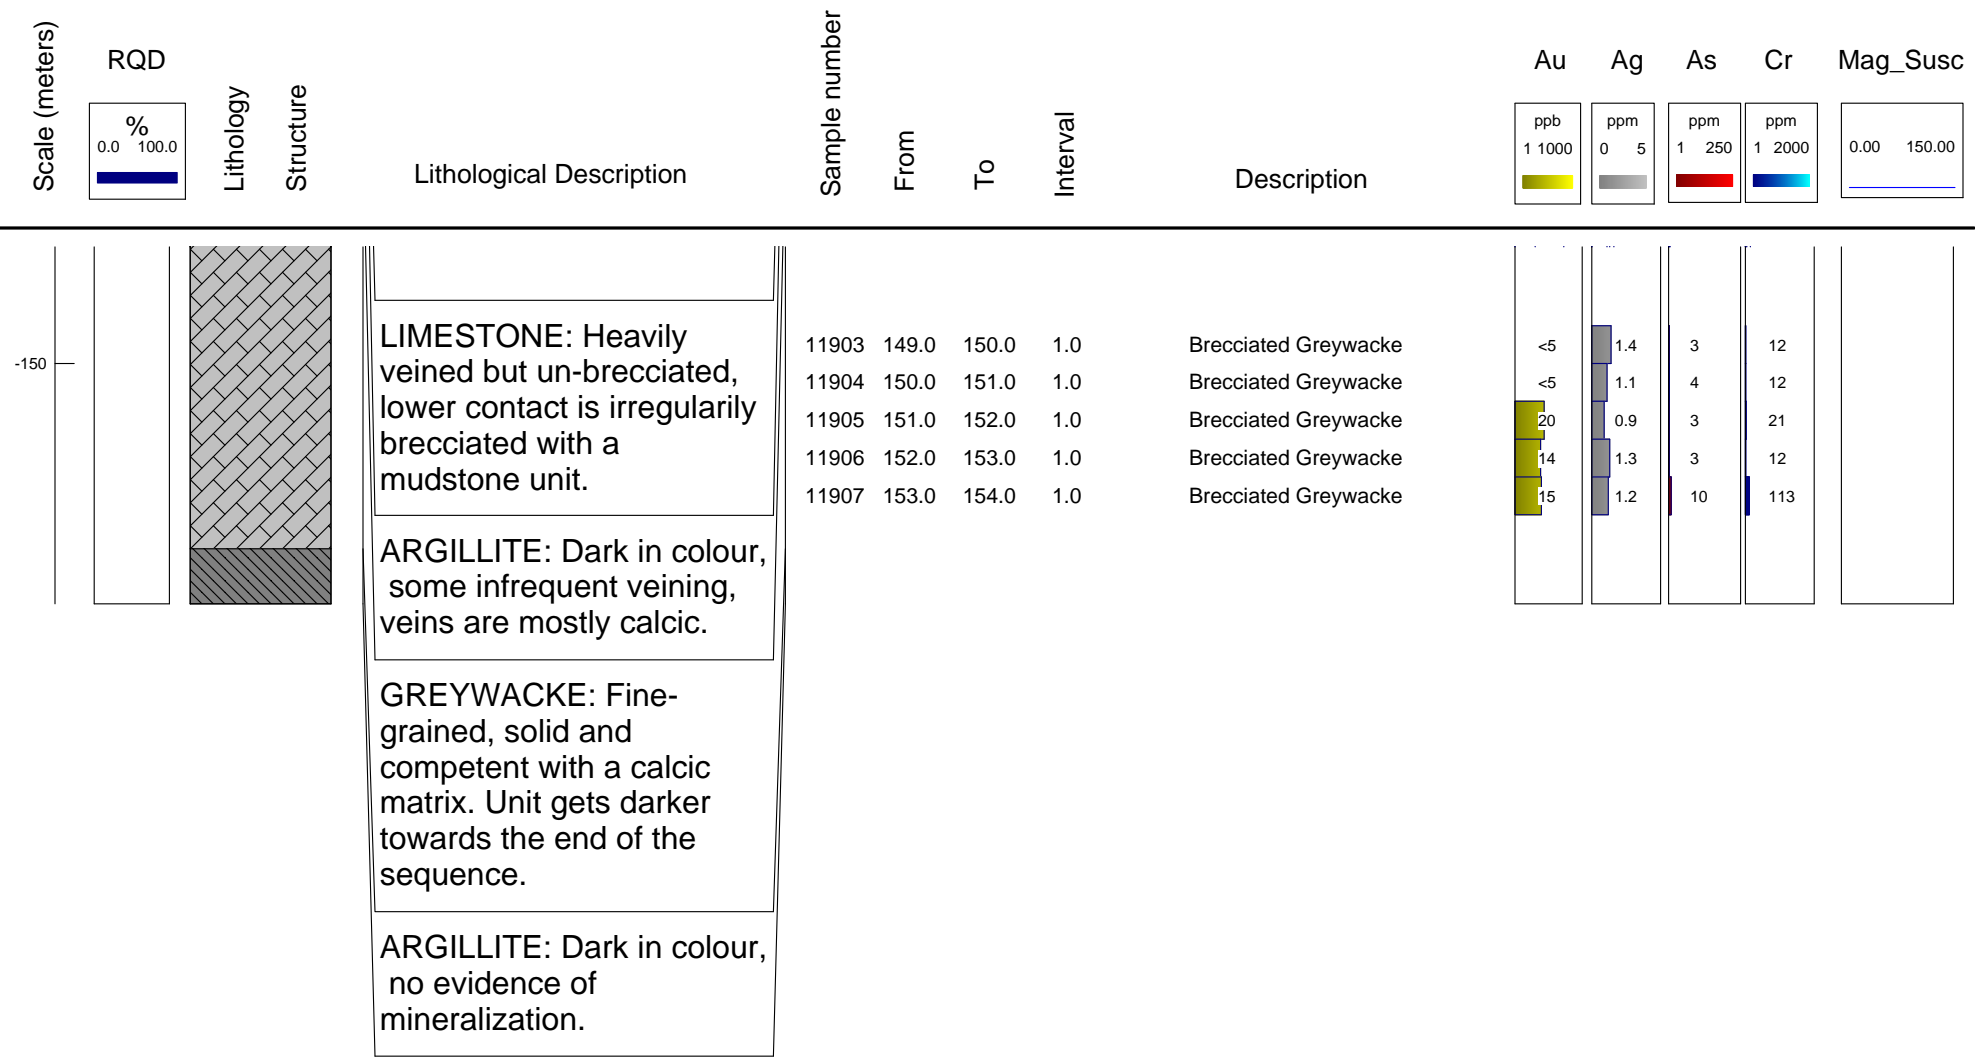 Scale (meters)
RQD
%
0.0 100.0
Lithology
Structure
Lithological Description
Sample number
From
To
Interval
Description
Au
ppb
1 1000
Ag
ppm
0 5
As
ppm
1 250
Cr
ppm
1 2000
Mag_Susc
0.00 150.00
-150
LIMESTONE: Heavily
veined but un-brecciated,
lower contact is irregularily
brecciated with a
mudstone unit.
ARGILLITE: Dark in colour,
some infrequent veining,
veins are mostly calcic.
GREYWACKE: Fine-
grained, solid and
competent with a calcic
matrix. Unit gets darker
towards the end of the
sequence.
ARGILLITE: Dark in colour,
no evidence of
mineralization.
11903 149.0 150.0 1.0 Brecciated Greywacke <5 1.4 3 12
11904 150.0 151.0 1.0 Brecciated Greywacke <5 1.1 4 12
11905 151.0 152.0 1.0 Brecciated Greywacke 20 0.9 3 21
11906 152.0 153.0 1.0 Brecciated Greywacke 14 1.3 3 12
11907 153.0 154.0 1.0 Brecciated Greywacke 15 1.2 10 113